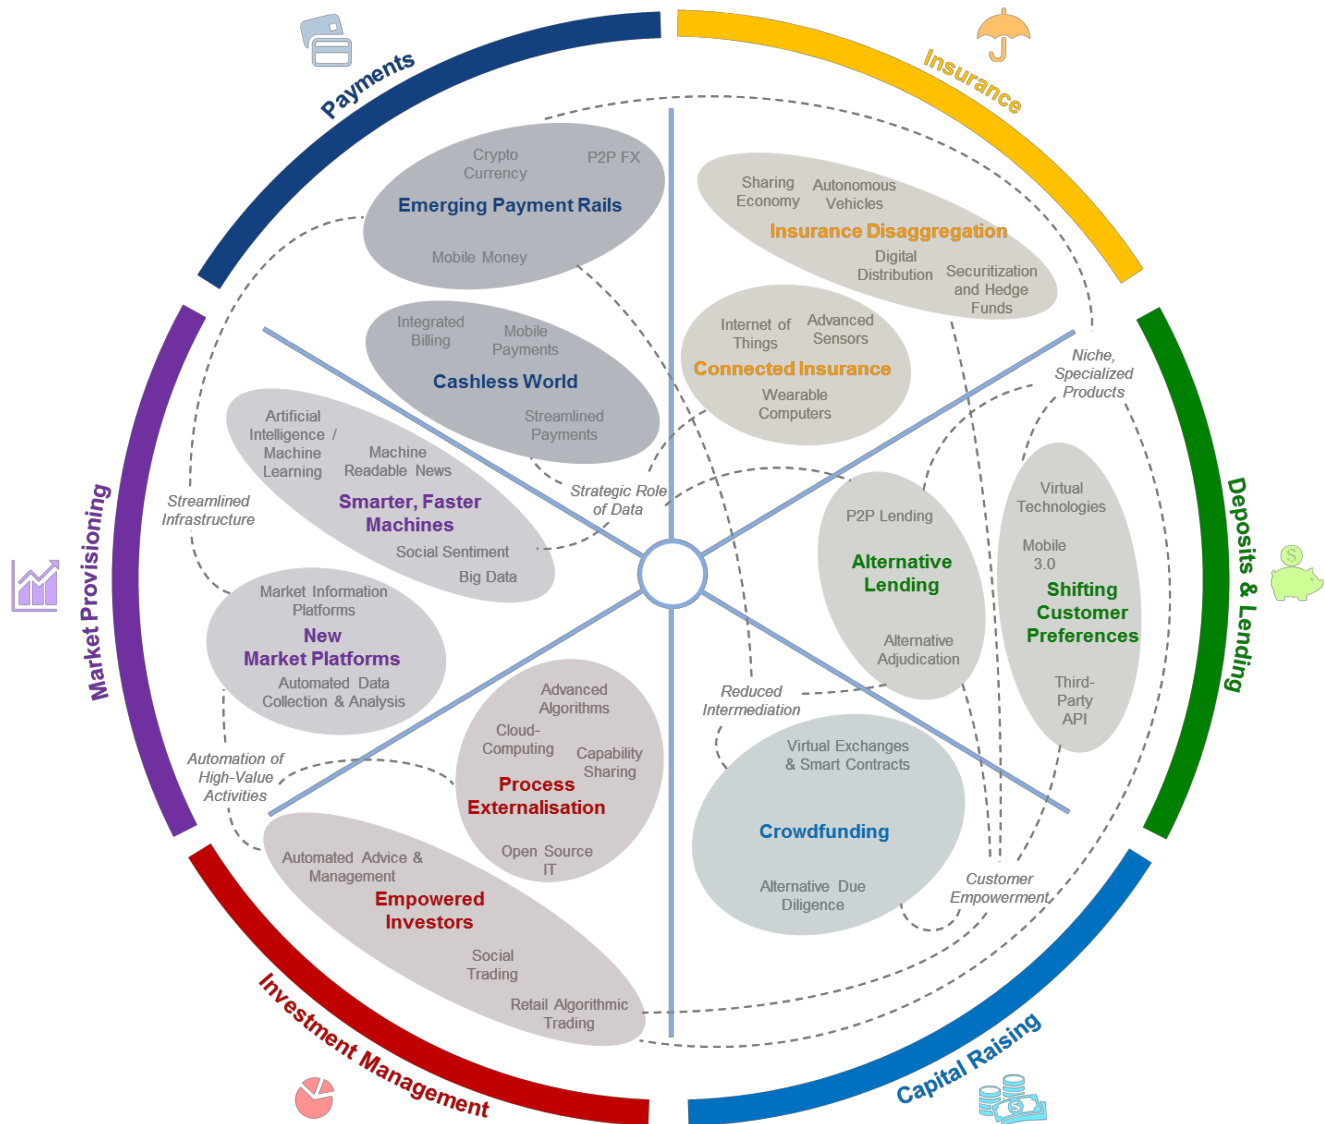 Payments
Insurance
Crypto
Currency
P2P FX
Emerging Payment Rails
Mobile Money
Integrated
Billing
Mobile
Payments
Cashless World
Streamlined
Payments
Sharing
Economy
Autonomous
Vehicles
Insurance Disaggregation
Digital
Distribution
Securitization
and Hedge
Funds
Internet of
Things
Advanced
Sensors
Connected Insurance
Wearable
Computers
Niche,
Specialized
Products
Artificial
Intelligence /
Machine
Learning
Machine
Readable News
Smarter, Faster
Machines
Social Sentiment
Big Data
Streamlined
Infrastructure
Strategic Role
of Data
Market Provisioning
Market Information
Platforms
New
Market Platforms
Automated Data
Collection & Analysis
P2P Lending
Alternative
Lending
Alternative
Adjudication
Virtual
Technologies
Mobile
3.0
Shifting
Customer
Preferences
Third-
Party
API
Deposits & Lending
Reduced
Intermediation
Automation of
High-Value
Activities
Advanced
Algorithms
Cloud-
Computing
Capability
Sharing
Process
Externalisation
Open Source
IT
Automated Advice &
Management
Empowered
Investors
Social
Trading
Retail Algorithmic
Trading
Virtual Exchanges
& Smart Contracts
Crowdfunding
Alternative Due
Diligence
Customer
Empowerment
Investment Management
Capital Raising
$
$